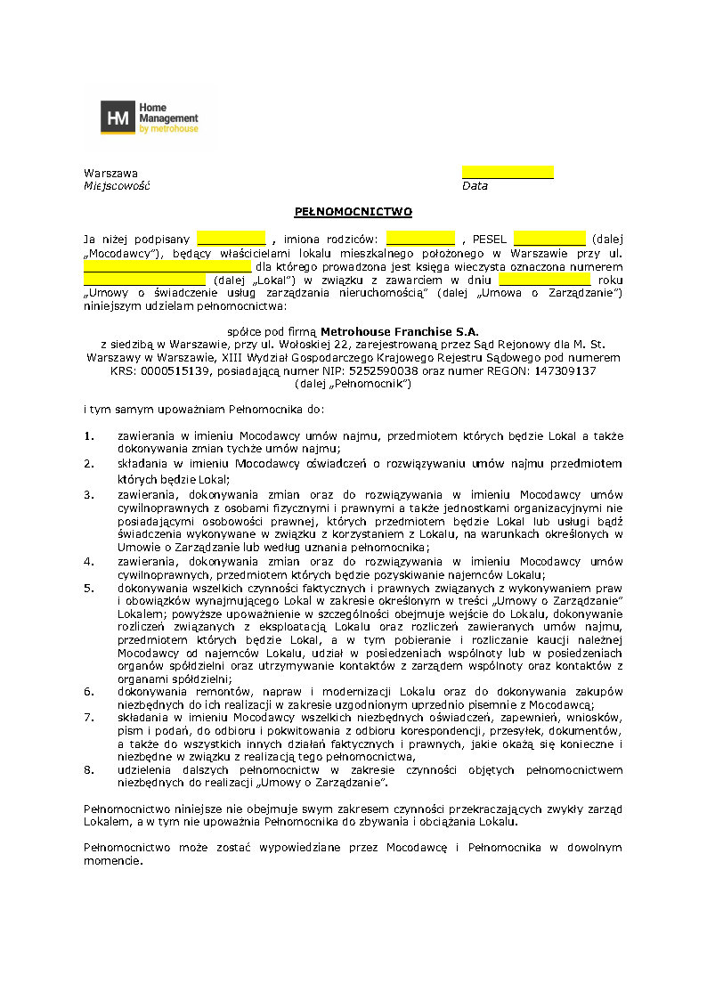 HM
Home
Management
by metrohouse
Warszawa
Miejscowość Data
PEŁNOMOCNICTWO
Ja niżej podpisany ___________ , imiona rodziców: ___________ , PESEL ___________ (dalej
„Mocodawcy”), będący właścicielami lokalu mieszkalnego położonego w Warszawie przy ul.
_________________________ dla którego prowadzona jest księga wieczysta oznaczona numerem
__________________ (dalej „Lokal”) w związku z zawarciem w dniu ______________ roku
„Umowy o świadczenie usług zarządzania nieruchomością” (dalej „Umowa o Zarządzanie”)
niniejszym udzielam pełnomocnictwa:
spółce pod firmą Metrohouse Franchise S.A.
z siedzibą w Warszawie, przy ul. Wołoskiej 22, zarejestrowaną przez Sąd Rejonowy dla M. St.
Warszawy w Warszawie, XIII Wydział Gospodarczego Krajowego Rejestru Sądowego pod numerem
KRS: 0000515139, posiadającą numer NIP: 5252590038 oraz numer REGON: 147309137
(dalej „Pełnomocnik”)
i tym samym upoważniam Pełnomocnika do:
1. zawierania w imieniu Mocodawcy umów najmu, przedmiotem których będzie Lokal a także
dokonywania zmian tychże umów najmu;
2. składania w imieniu Mocodawcy oświadczeń o rozwiązywaniu umów najmu przedmiotem
których będzie Lokal;
3. zawierania, dokonywania zmian oraz do rozwiązywania w imieniu Mocodawcy umów
cywilnoprawnych z osobami fizycznymi i prawnymi a także jednostkami organizacyjnymi nie
posiadającymi osobowości prawnej, których przedmiotem będzie Lokal lub usługi bądź
świadczenia wykonywane w związku z korzystaniem z Lokalu, na warunkach określonych w
Umowie o Zarządzanie lub według uznania pełnomocnika;
4. zawierania, dokonywania zmian oraz do rozwiązywania w imieniu Mocodawcy umów
cywilnoprawnych, przedmiotem których będzie pozyskiwanie najemców Lokalu;
5. dokonywania wszelkich czynności faktycznych i prawnych związanych z wykonywaniem praw
i obowiązków wynajmującego Lokal w zakresie określonym w treści „Umowy o Zarządzanie”
Lokalem; powyższe upoważnienie w szczególności obejmuje wejście do Lokalu, dokonywanie
rozliczeń związanych z eksploatacją Lokalu oraz rozliczeń zawieranych umów najmu,
przedmiotem których będzie Lokal, a w tym pobieranie i rozliczanie kaucji należnej
Mocodawcy od najemców Lokalu, udział w posiedzeniach wspólnoty lub w posiedzeniach
organów spółdzielni oraz utrzymywanie kontaktów z zarządem wspólnoty oraz kontaktów z
organami spółdzielni;
6. dokonywania remontów, napraw i modernizacji Lokalu oraz do dokonywania zakupów
niezbędnych do ich realizacji w zakresie uzgodnionym uprzednio pisemnie z Mocodawcą;
7. składania w imieniu Mocodawcy wszelkich niezbędnych oświadczeń, zapewnień, wniosków,
pism i podań, do odbioru i pokwitowania z odbioru korespondencji, przesyłek, dokumentów,
a także do wszystkich innych działań faktycznych i prawnych, jakie okażą się konieczne i
niezbędne w związku z realizacją tego pełnomocnictwa,
8. udzielenia dalszych pełnomocnictw w zakresie czynności objętych pełnomocnictwem
niezbędnych do realizacji „Umowy o Zarządzanie”.
Pełnomocnictwo niniejsze nie obejmuje swym zakresem czynności przekraczających zwykły zarząd
Lokalem, a w tym nie upoważnia Pełnomocnika do zbywania i obciążania Lokalu.
Pełnomocnictwo może zostać wypowiedziane przez Mocodawcę i Pełnomocnika w dowolnym
momencie.